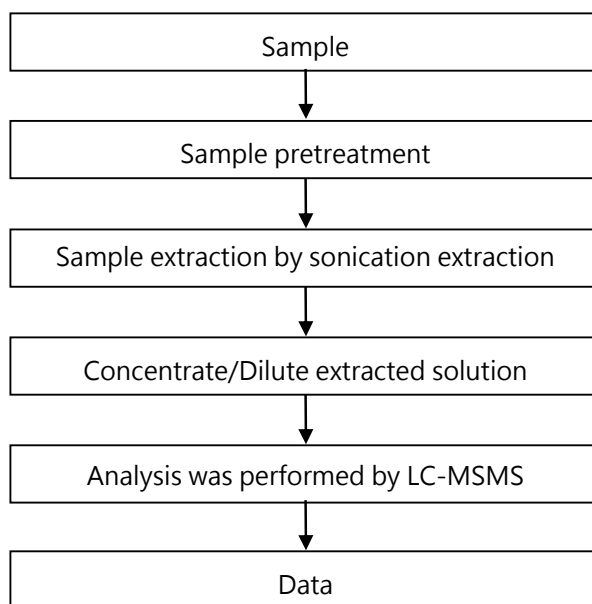 Sample
Sample pretreatment
Sample extraction by sonication extraction
Concentrate/Dilute extracted solution
Analysis was performed by LC-MSMS
Data